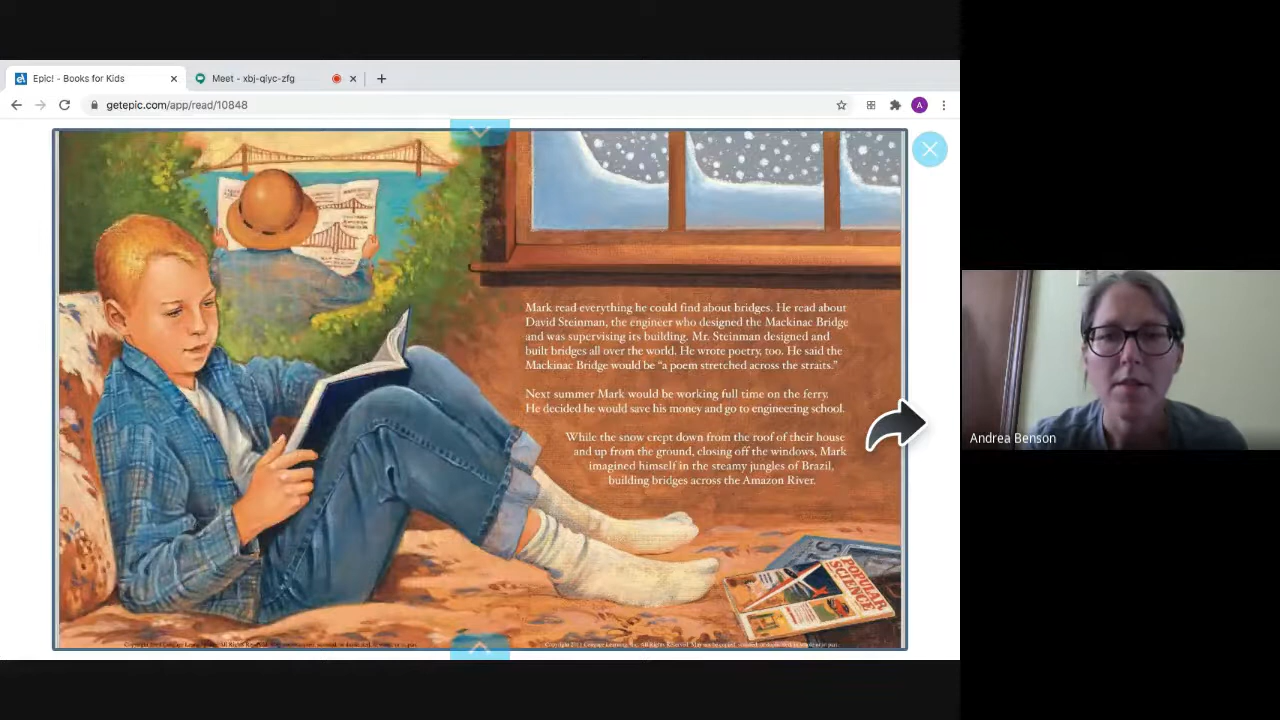 Epic! - Books for Kids
Meet - xbj-qiyc-zfg
getepic.com/app/read/10848
A
Mark read everything he could find about bridges. He read about
David Steinman, the engineer who designed the Mackinac Bridge
and was supervising its building. Mr. Steinman designed and
built bridges all over the world. He wrote poetry, too. He said the
Mackinac Bridge would be “a poem stretched across the straits.”
Next summer Mark would be working full time on the ferry.
He decided he would save his money and go to engineering school.
While the snow crept down from the roof of their house
and up from the ground, closing off the windows, Mark
imagined himself in the steamy jungles of Brazil,
building bridges across the Amazon River.
POPULAR
SCIENCE
Andrea Benson